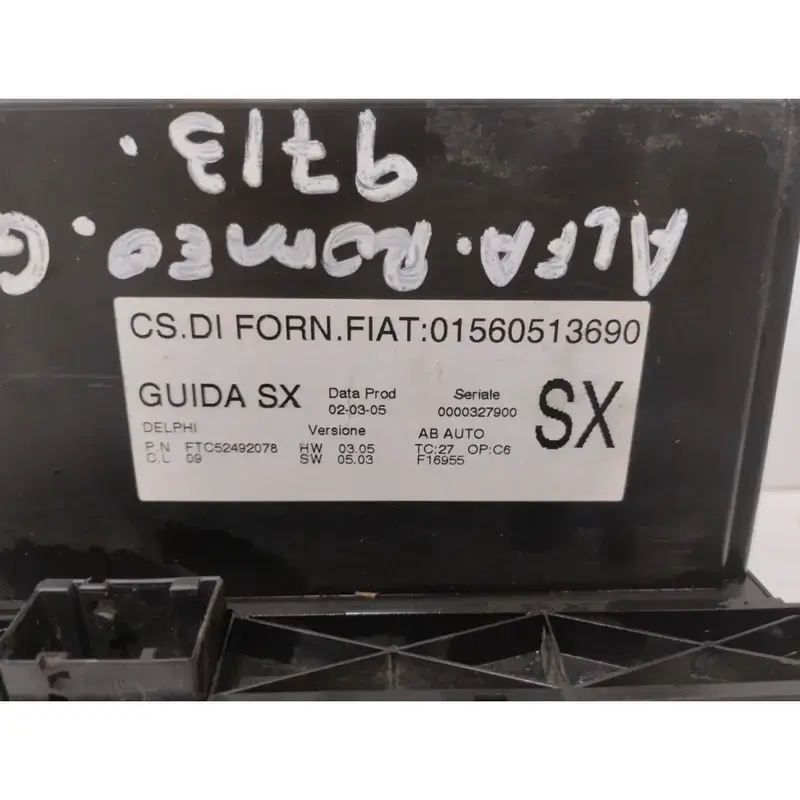 ALFA. ROMEO. G
9713.
CS.DI FORN.FIAT:01560513690
GUIDA SX Data Prod Seriale SX
02-03-05 0000327900
DELPHI Versione AB AUTO
P.N FTC52492078 HW 03.05 TC:27 OP:C6
C.L 09 SW 05.03 F16955